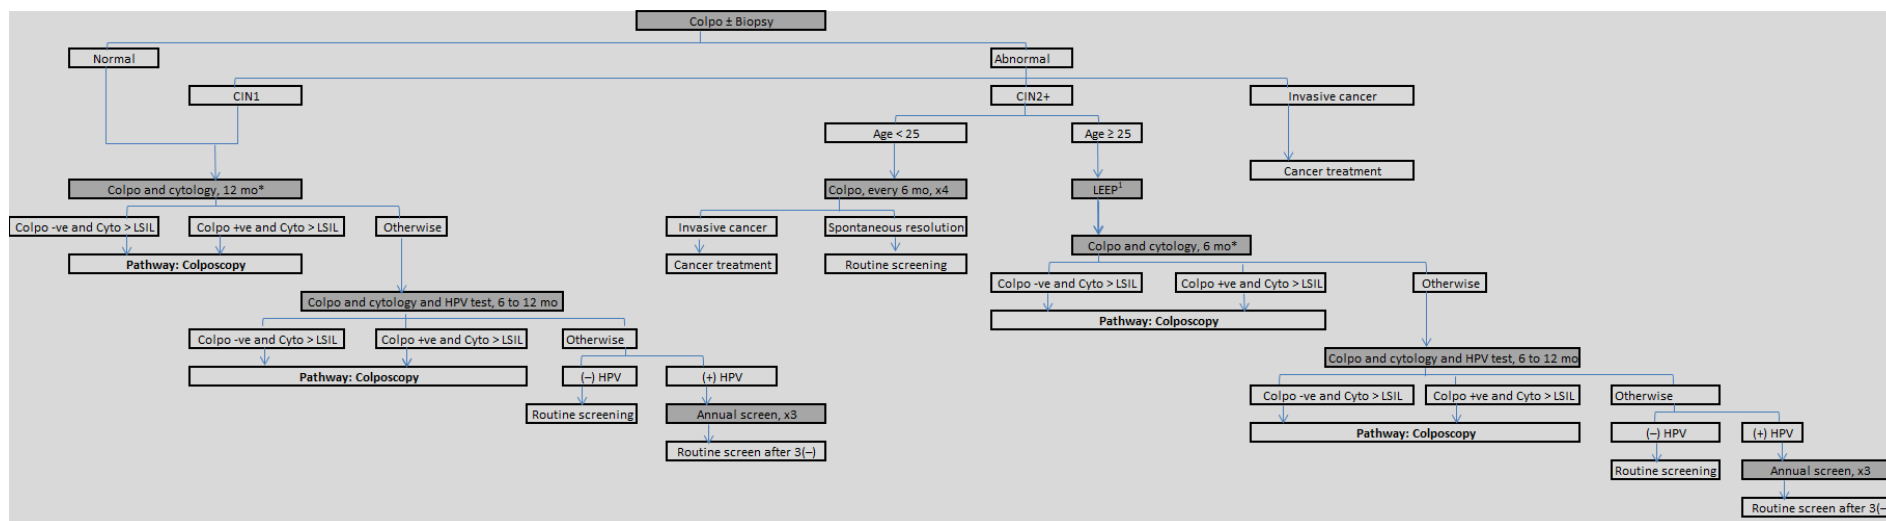 Colpo ± Biopsy
Normal
Abnormal
CIN1
CIN2+
Invasive cancer
Age < 25
Age ≥ 25
Cancer treatment
Colpo and cytology, 12 mo*
Colpo, every 6 mo, x4
LEEP¹
Colpo -ve and Cyto > LSIL
Colpo +ve and Cyto > LSIL
Otherwise
Invasive cancer
Spontaneous resolution
Colpo and cytology, 6 mo*
Pathway: Colposcopy
Cancer treatment
Routine screening
Colpo -ve and Cyto > LSIL
Colpo +ve and Cyto > LSIL
Otherwise
Colpo and cytology and HPV test, 6 to 12 mo
Pathway: Colposcopy
Colpo -ve and Cyto > LSIL
Colpo +ve and Cyto > LSIL
Otherwise
Colpo and cytology and HPV test, 6 to 12 mo
Pathway: Colposcopy
(–) HPV
(+) HPV
Colpo -ve and Cyto > LSIL
Colpo +ve and Cyto > LSIL
Otherwise
Routine screening
Annual screen, x3
Pathway: Colposcopy
(–) HPV
(+) HPV
Routine screen after 3(–)
Routine screening
Annual screen, x3
Routine screen after 3(–